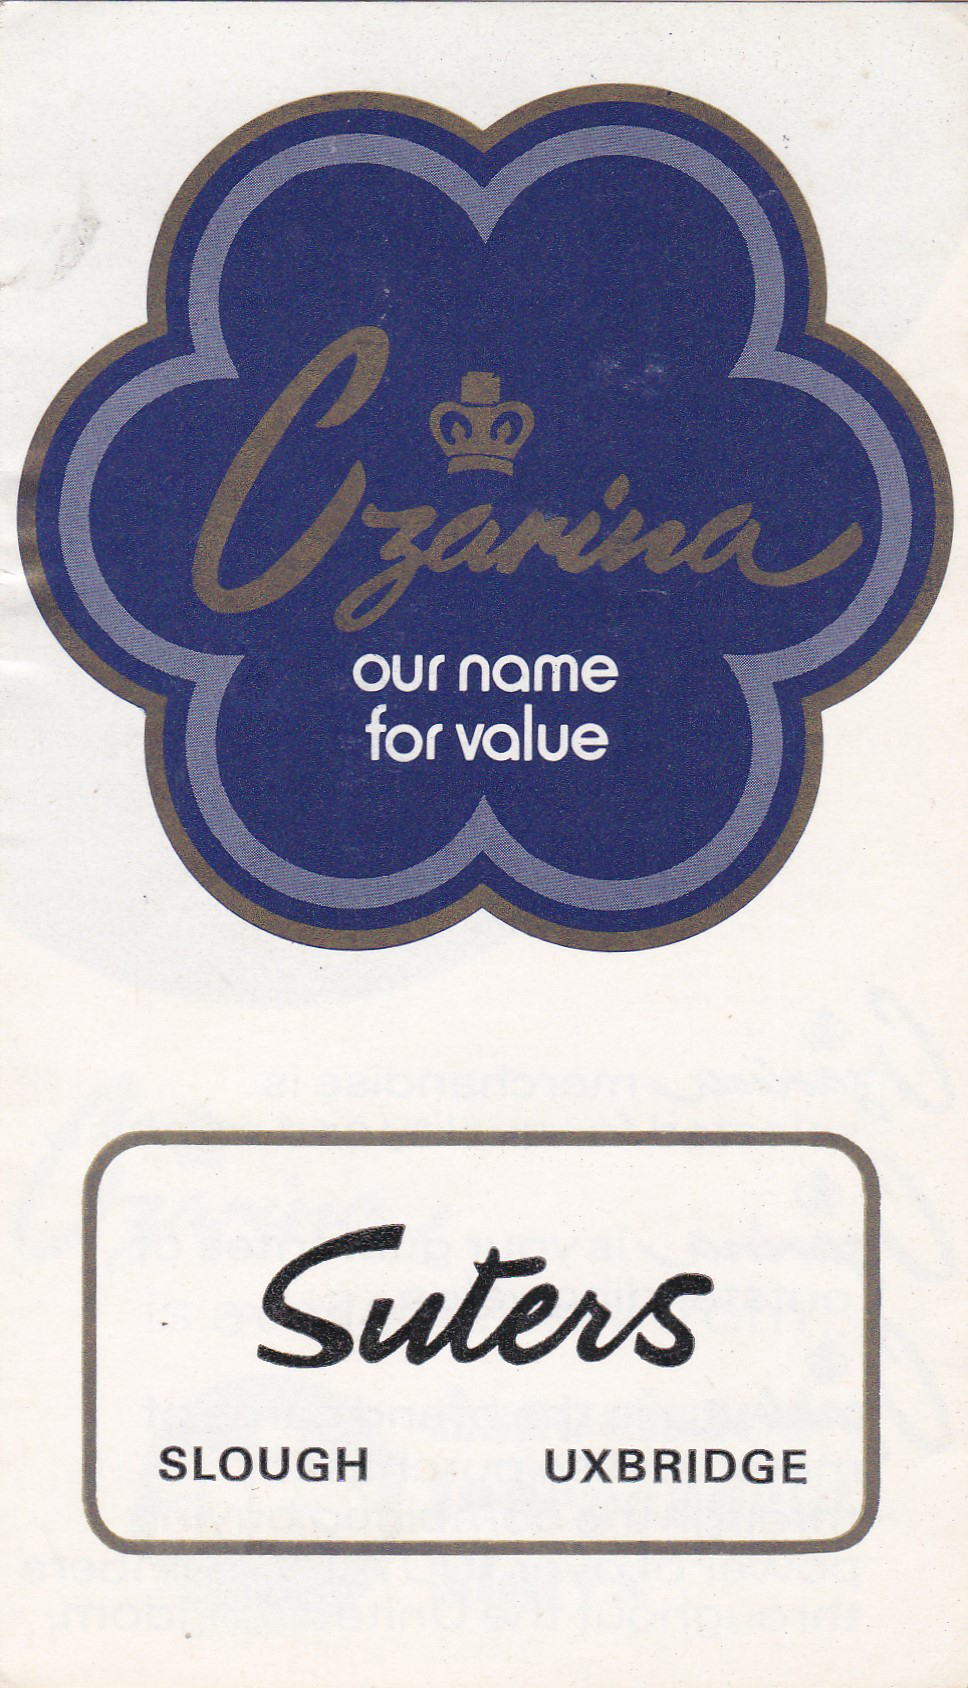 Czarina
our name
for value
Suters
SLOUGH UXBRIDGE